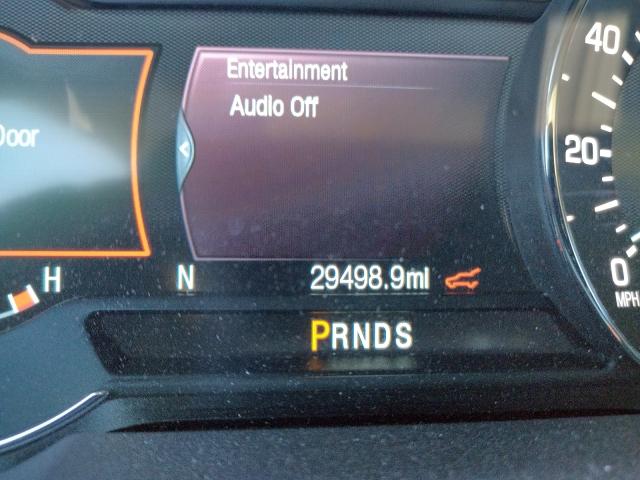 Entertainment
Audio Off
Door
H
N
29498.9mi
PRNDS
40
20
0
MPH